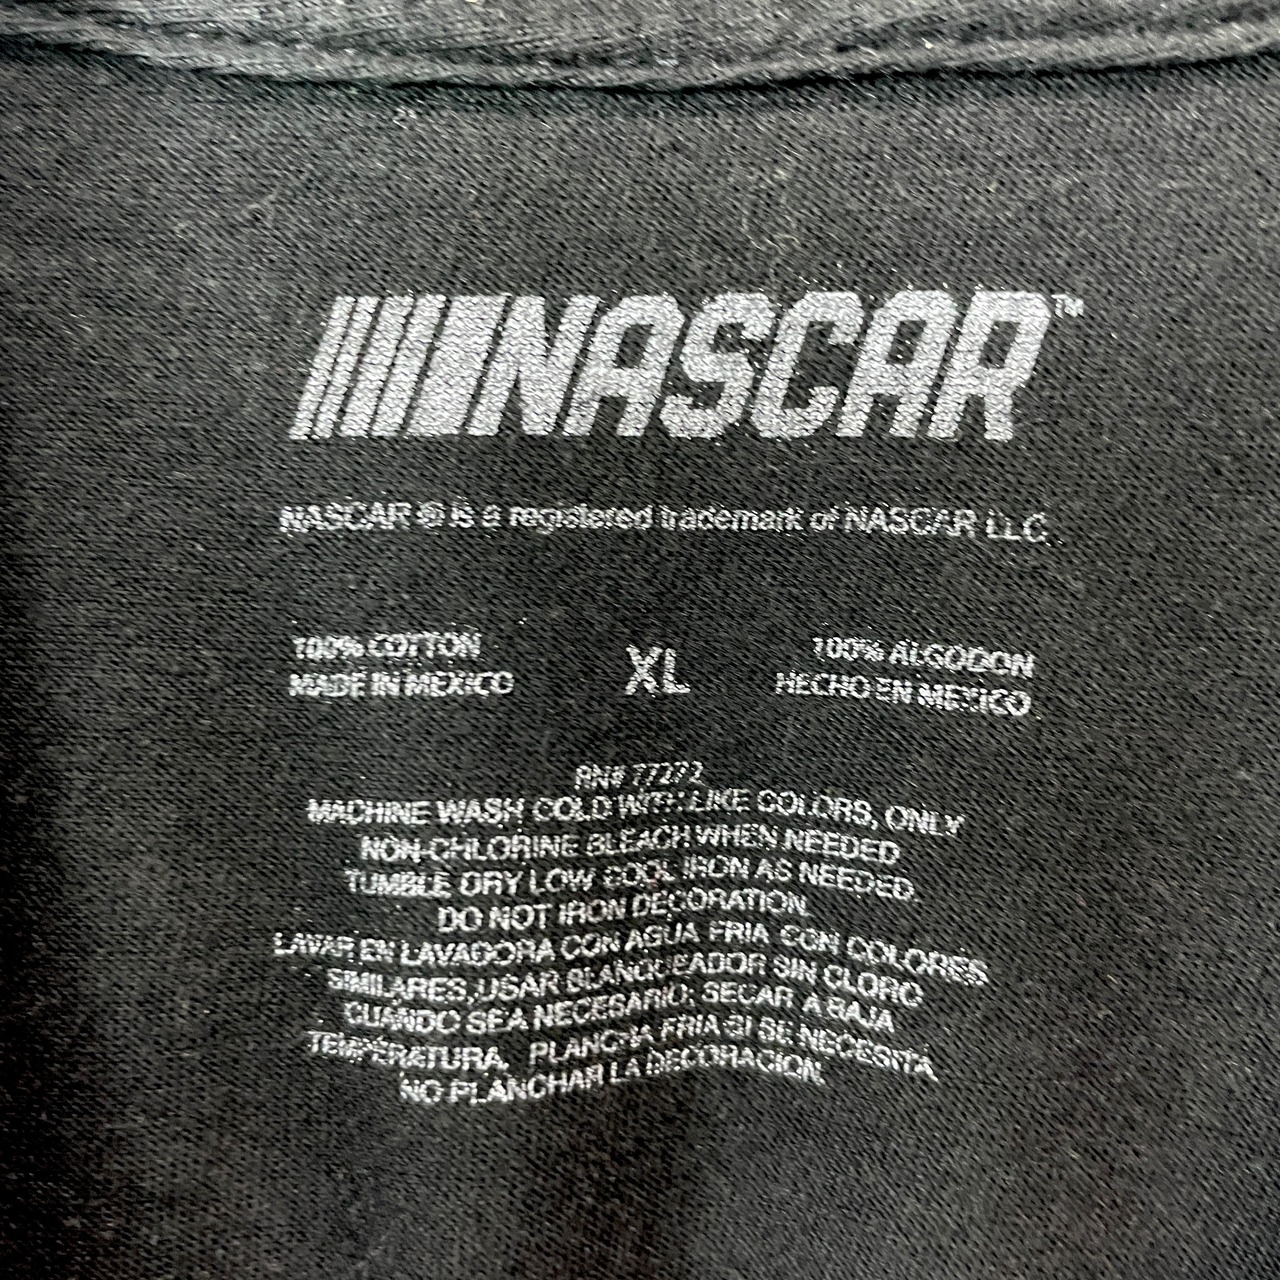 NASCAR™
NASCAR ® is a registered trademark of NASCAR LLC
100% COTTON
MADE IN MEXICO
XL
100% ALGODON
HECHO EN MEXICO
RN# 77272
MACHINE WASH COLD WITH LIKE COLORS, ONLY
NON-CHLORINE BLEACH WHEN NEEDED
TUMBLE DRY LOW COOL IRON AS NEEDED.
DO NOT IRON DECORATION.
LAVAR EN LAVADORA CON AGUA FRIA CON COLORES
SIMILARES, USAR BLANQUEADOR SIN CLORO
CUANDO SEA NECESARIO; SECAR A BAJA
TEMPERATURA, PLANCHA FRIA SI SE NECESITA
NO PLANCHAR LA DECORACION.